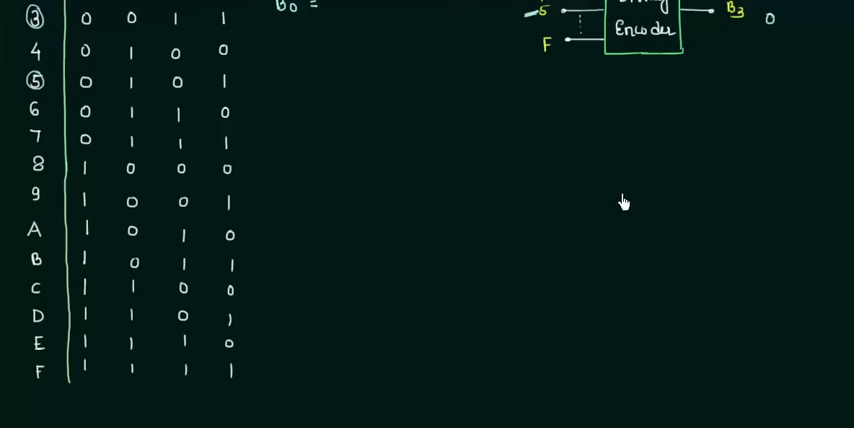 3 0 0 1 1
4 0 1 0 0
5 0 1 0 1
6 0 1 1 0
7 0 1 1 1
8 1 0 0 0
9 1 0 0 1
A 1 0 1 0
B 1 0 1 1
C 1 1 0 0
D 1 1 0 1
E 1 1 1 0
F 1 1 1 1
B0 =
5
F
Encoder
B3 0